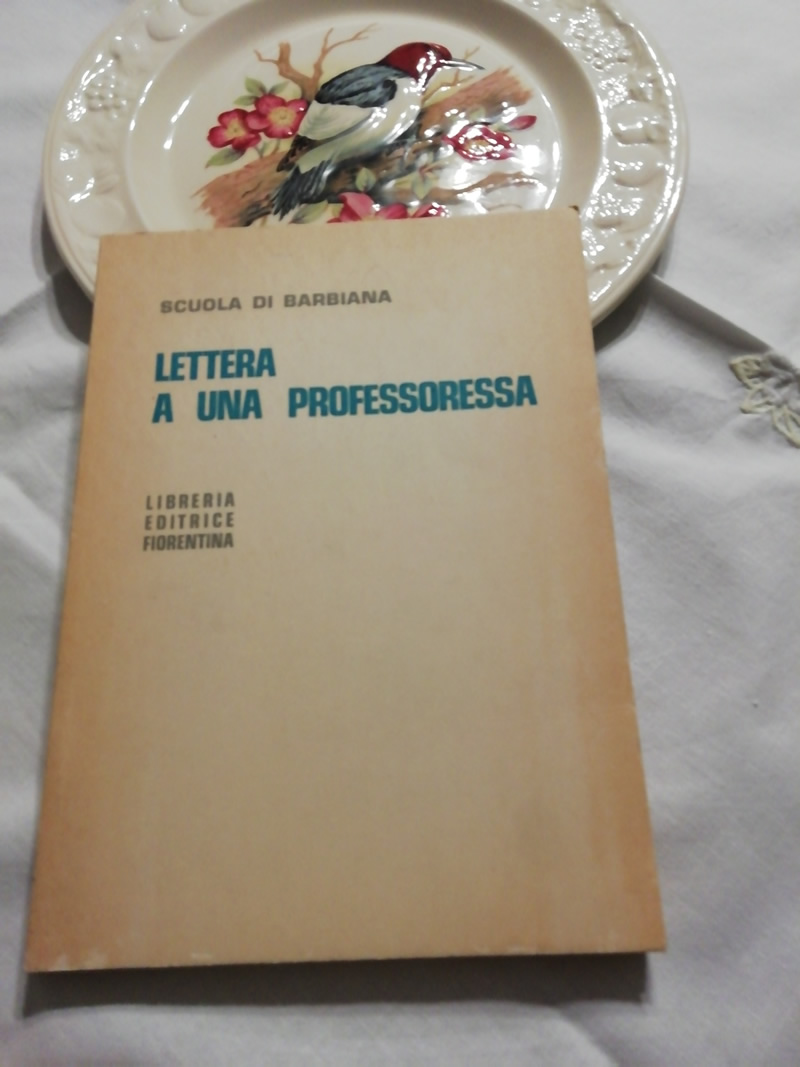 SCUOLA DI BARBIANA
LETTERA
A UNA PROFESSORESSA
LIBRERIA
EDITRICE
FIORENTINA